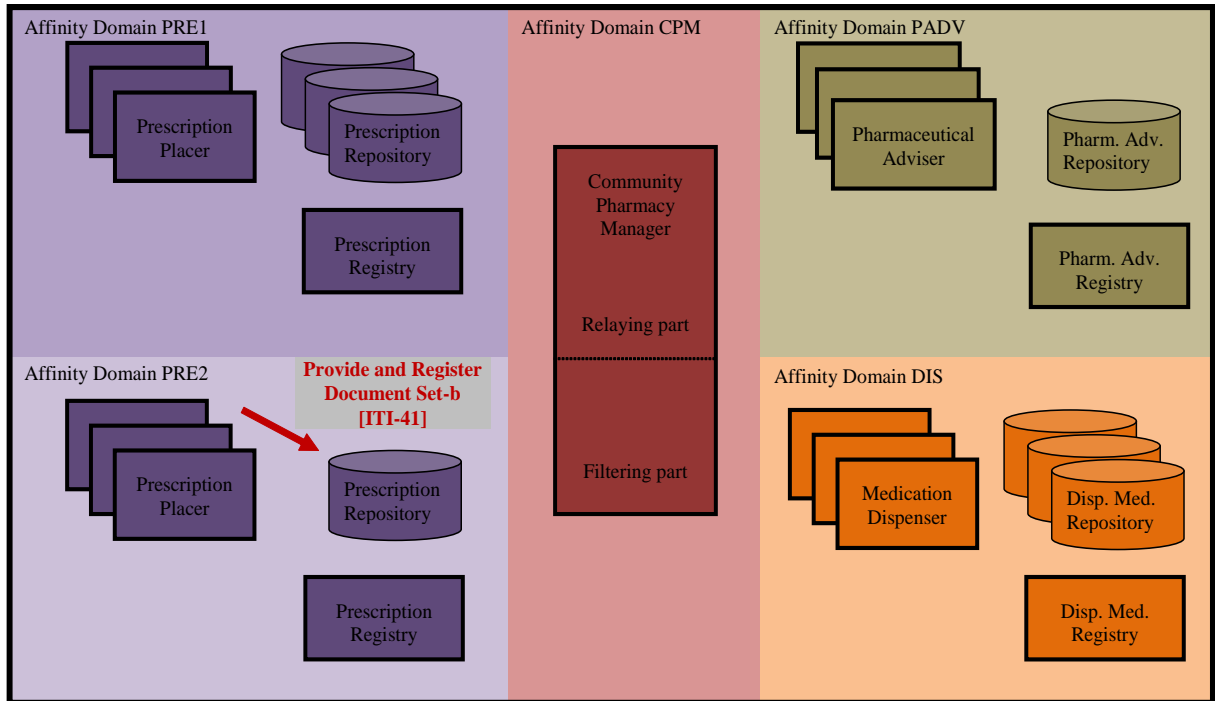 Affinity Domain PRE1
Prescription
Placer
Prescription
Repository
Prescription
Registry
Affinity Domain CPM
Community
Pharmacy
Manager
Relaying part
Filtering part
Affinity Domain PADV
Pharmaceutical
Adviser
Pharm. Adv.
Repository
Pharm. Adv.
Registry
Affinity Domain PRE2
Provide and Register
Document Set-b
[ITI-41]
Prescription
Placer
Prescription
Repository
Prescription
Registry
Affinity Domain DIS
Medication
Dispenser
Disp. Med.
Repository
Disp. Med.
Registry